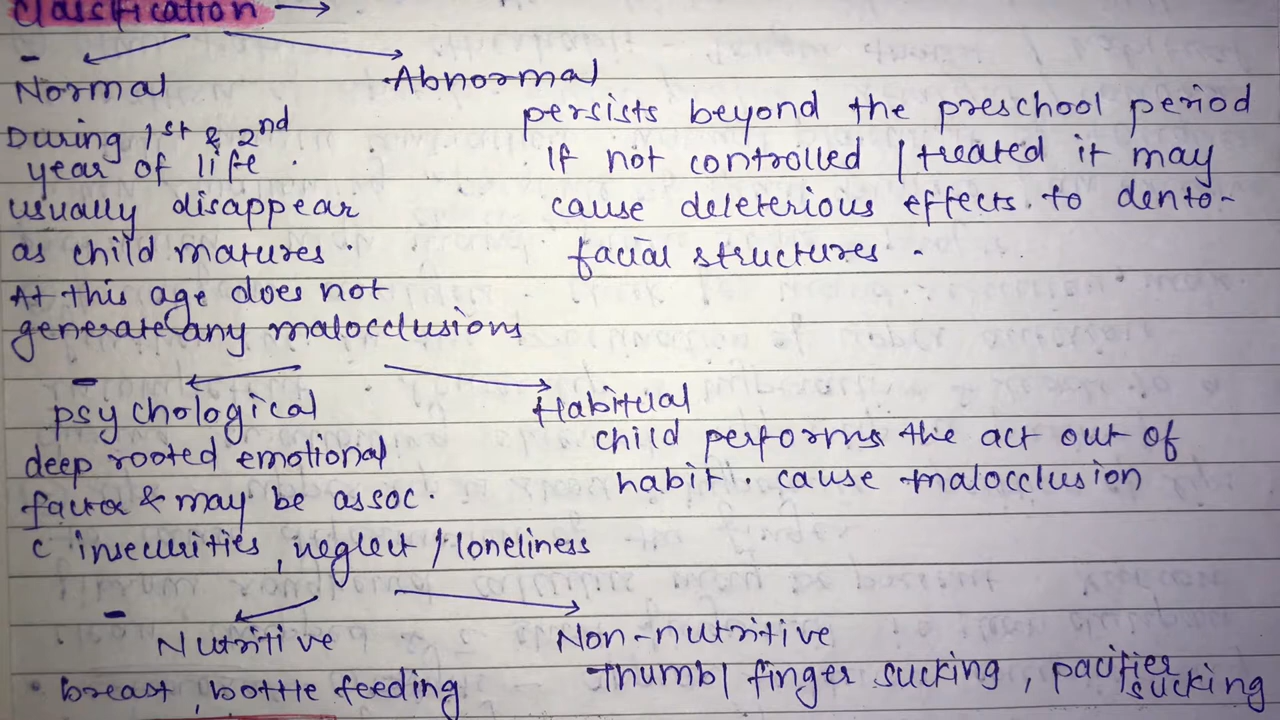 Classification →
- Normal
During 1st & 2nd
year of life.
usually disappear
as child matures
At this age does not
generate any malocclusions
Abnormal
persists beyond the preschool period
If not controlled / treated it may
cause deleterious effects to dento-
facial structures.
- psychological
deep rooted emotional
factor & may be assoc.
c insecurities, neglect / loneliness
Habitual
child performs the act out of
habit. cause malocclusion
- Nutritive
breast, bottle feeding
Non-nutritive
Thumb/ finger sucking, pacifier
sucking